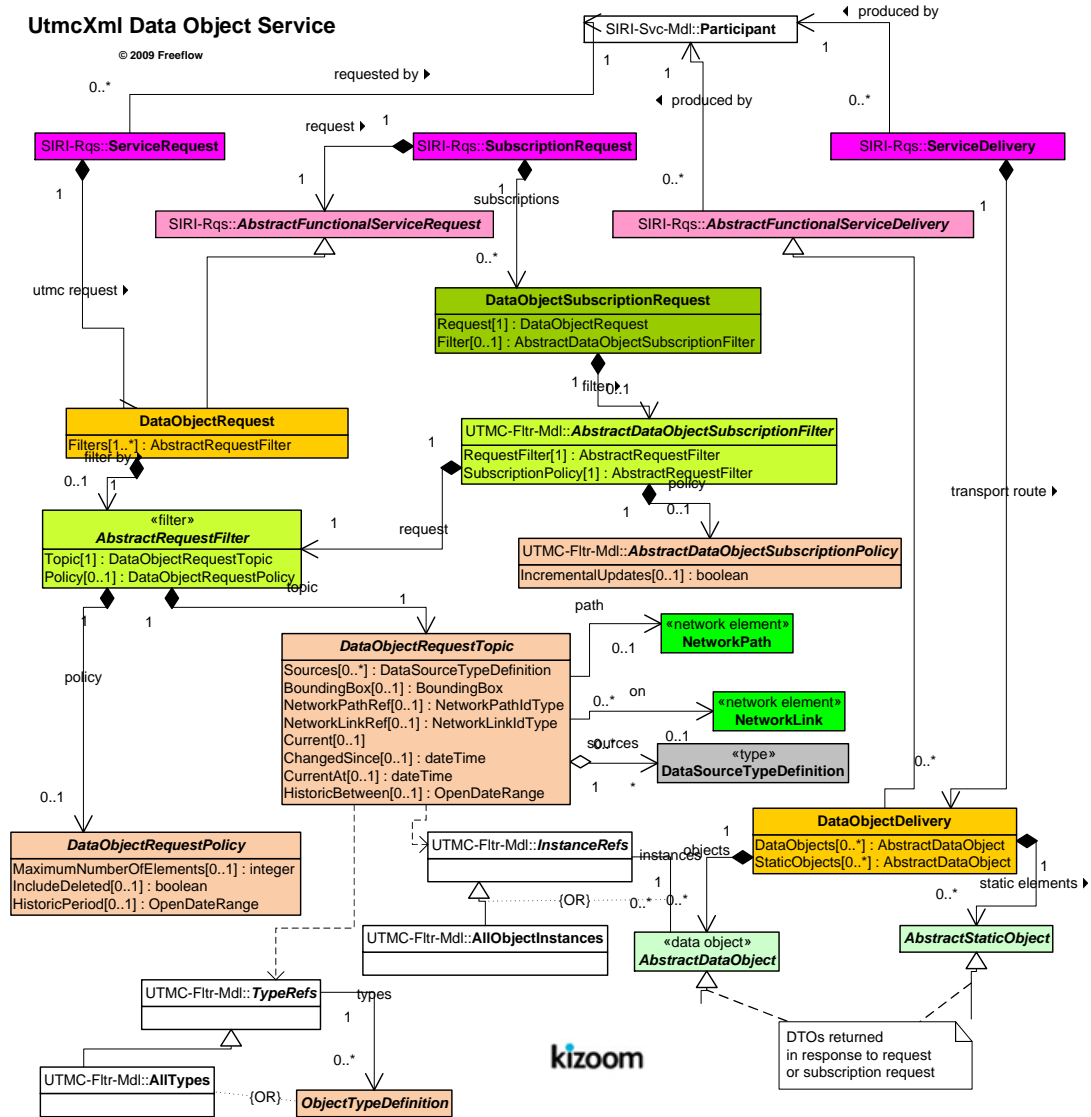 UtmcXml Data Object Service
© 2009 Freeflow
◄ produced by
SIRI-Svc-Mdl::Participant
1
1
1
requested by ►
0..*
◄ produced by
0..*
request ►
1
SIRI-Rqs::ServiceRequest
SIRI-Rqs::SubscriptionRequest
SIRI-Rqs::ServiceDelivery
1
1
1
subscriptions
0..*
1
SIRI-Rqs::AbstractFunctionalServiceRequest
SIRI-Rqs::AbstractFunctionalServiceDelivery
0..*
utmc request ►
DataObjectSubscriptionRequest
Request[1] : DataObjectRequest
Filter[0..1] : AbstractDataObjectSubscriptionFilter
1
filter ►
0..1
DataObjectRequest
Filters[1..*] : AbstractRequestFilter
filter by ►
0..1
1
1
UTMC-Fltr-Mdl::AbstractDataObjectSubscriptionFilter
RequestFilter[1] : AbstractRequestFilter
SubscriptionPolicy[1] : AbstractRequestFilter
policy
1
0..1
transport route ►
«filter»
AbstractRequestFilter
Topic[1] : DataObjectRequestTopic
Policy[0..1] : DataObjectRequestPolicy
1
request
UTMC-Fltr-Mdl::AbstractDataObjectSubscriptionPolicy
IncrementalUpdates[0..1] : boolean
topic
1
1
1
path
0..1
«network element»
NetworkPath
DataObjectRequestTopic
Sources[0..*] : DataSourceTypeDefinition
BoundingBox[0..1] : BoundingBox
NetworkPathRef[0..1] : NetworkPathIdType
NetworkLinkRef[0..1] : NetworkLinkIdType
Current[0..1]
ChangedSince[0..1] : dateTime
CurrentAt[0..1] : dateTime
HistoricBetween[0..1] : OpenDateRange
policy
0..*
on
0..1
«network element»
NetworkLink
0..*
sources
1
*
«type»
DataSourceTypeDefinition
0..*
0..1
DataObjectRequestPolicy
MaximumNumberOfElements[0..1] : integer
IncludeDeleted[0..1] : boolean
HistoricPeriod[0..1] : OpenDateRange
DataObjectDelivery
DataObjects[0..*] : AbstractDataObject
StaticObjects[0..*] : AbstractDataObject
UTMC-Fltr-Mdl::InstanceRefs
instances
1
objects
1
1
static elements ►
{OR}
0..*
0..*
0..*
UTMC-Fltr-Mdl::AllObjectInstances
«data object»
AbstractDataObject
AbstractStaticObject
UTMC-Fltr-Mdl::TypeRefs
types
1
0..*
DTOs returned
in response to request
or subscription request
kizoom
UTMC-Fltr-Mdl::AllTypes
{OR}
ObjectTypeDefinition